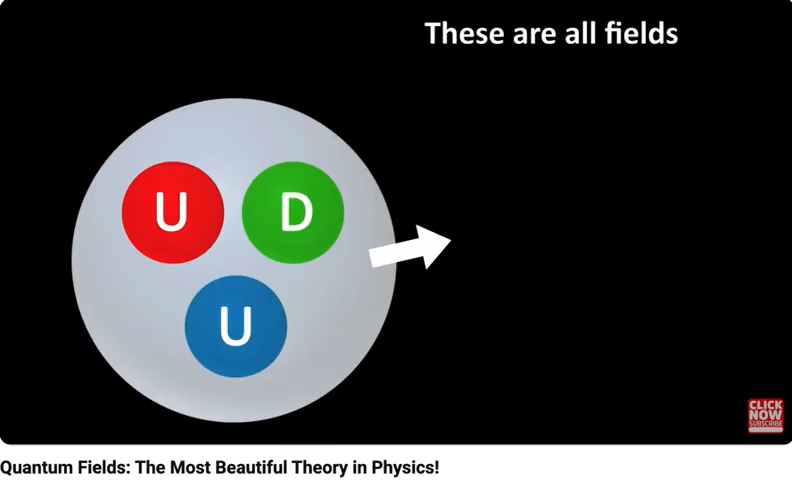 These are all fields
U D
U
CLICK
NOW
SUBSCRIBE
Quantum Fields: The Most Beautiful Theory in Physics!